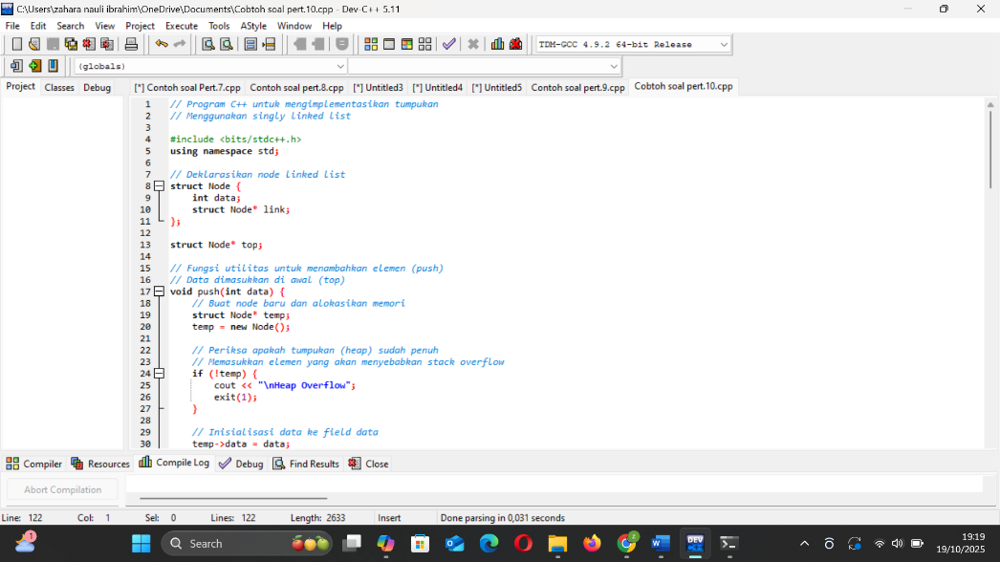 C:\Users\zahara nauli ibrahim\OneDrive\Documents\Cobtoh soal pert.10.cpp - Dev-C++ 5.11
File Edit Search View Project Execute Tools AStyle Window Help
TDM-GCC 4.9.2 64-bit Release
(globals)
Project Classes Debug
[*] Contoh soal Pert.7.cpp Contoh soal pert.8.cpp [*] Untitled3 [*] Untitled4 [*] Untitled5 Contoh soal pert.9.cpp Cobtoh soal pert.10.cpp
1 // Program C++ untuk mengimplementasikan tumpukan
2 // Menggunakan singly linked list
3
4 #include <bits/stdc++.h>
5 using namespace std;
6
7 // Deklarasikan node linked list
8 struct Node {
9 int data;
10 struct Node* link;
11 };
12
13 struct Node* top;
14
15 // Fungsi utilitas untuk menambahkan elemen (push)
16 // Data dimasukkan di awal (top)
17 void push(int data) {
18 // Buat node baru dan alokasikan memori
19 struct Node* temp;
20 temp = new Node();
21
22 // Periksa apakah tumpukan (heap) sudah penuh
23 // Memasukkan elemen yang akan menyebabkan stack overflow
24 if (!temp) {
25 cout << "\nHeap Overflow";
26 exit(1);
27 }
28
29 // Inisialisasi data ke field data
30 temp->data = data;
Compiler Resources Compile Log Debug Find Results Close
Abort Compilation
Line: 122 Col: 1 Sel: 0 Lines: 122 Length: 2633 Insert Done parsing in 0,031 seconds
1
Search
DEV
2
19:19
19/10/2025